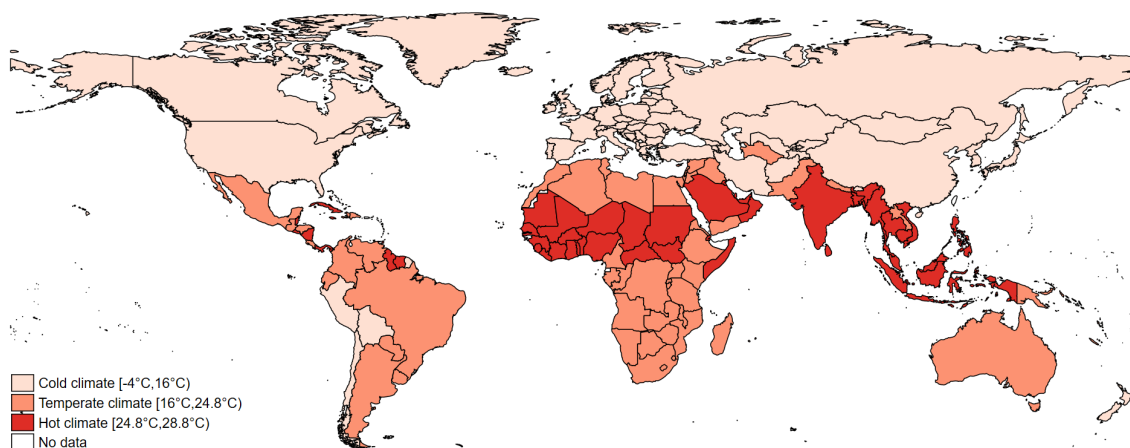 Cold climate [-4°C,16°C)
Temperate climate [16°C,24.8°C)
Hot climate [24.8°C,28.8°C)
No data